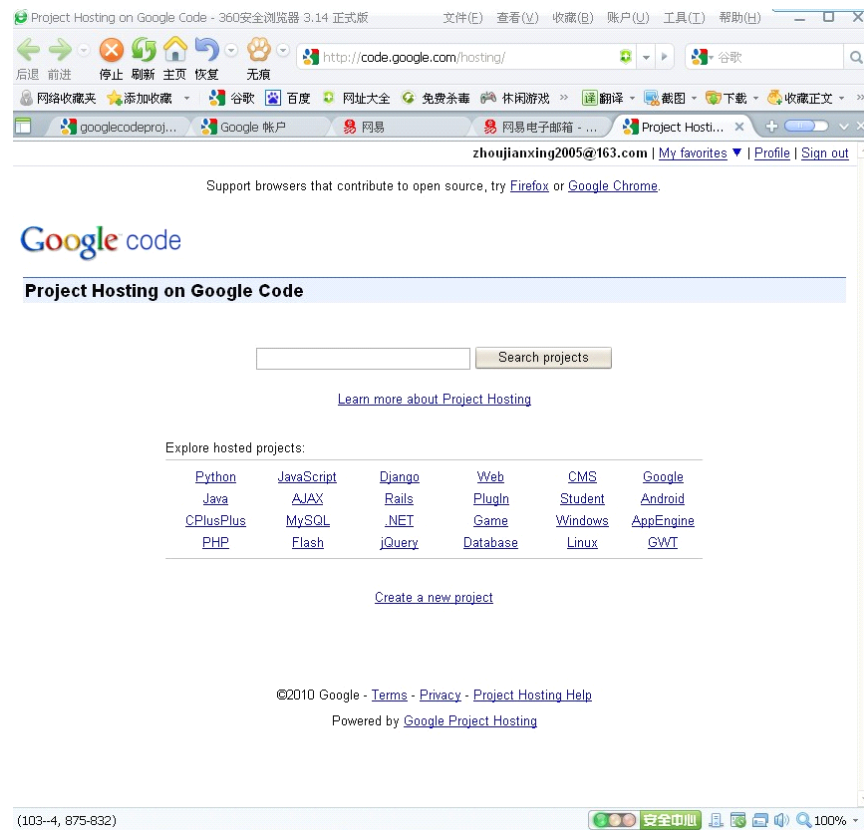 Project Hosting on Google Code - 360安全浏览器 3.14 正式版 文件(F) 查看(V) 收藏(B) 账户(U) 工具(T) 帮助(H)
http://code.google.com/hosting/ 谷歌
后退 前进 停止 刷新 主页 恢复 无痕
网络收藏夹 添加收藏 谷歌 百度 网址大全 免费杀毒 休闲游戏 » 译 翻译 截图 下载 收藏正文 »
googlecodeproj... Google 帐户 网易 网易电子邮箱 - ... Project Hosti...
zhoujianxing2005@163.com | My favorites ▼ | Profile | Sign out
Support browsers that contribute to open source, try Firefox or Google Chrome.
Google code
Project Hosting on Google Code
Search projects
Learn more about Project Hosting
Explore hosted projects:
Python JavaScript Django Web CMS Google
Java AJAX Rails PlugIn Student Android
CPlusPlus MySQL .NET Game Windows AppEngine
PHP Flash jQuery Database Linux GWT
Create a new project
©2010 Google - Terms - Privacy - Project Hosting Help
Powered by Google Project Hosting
(103--4, 875-832) 安全中心 100%